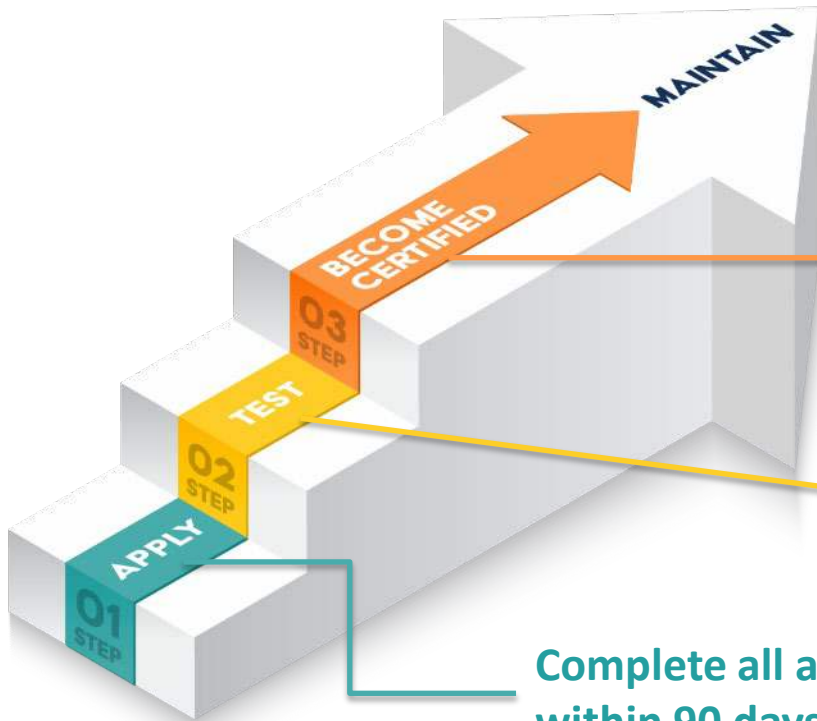 MAINTAIN
BECOME
CERTIFIED
03
STEP
TEST
02
STEP
APPLY
01
STEP
Complete all a
within 90 days